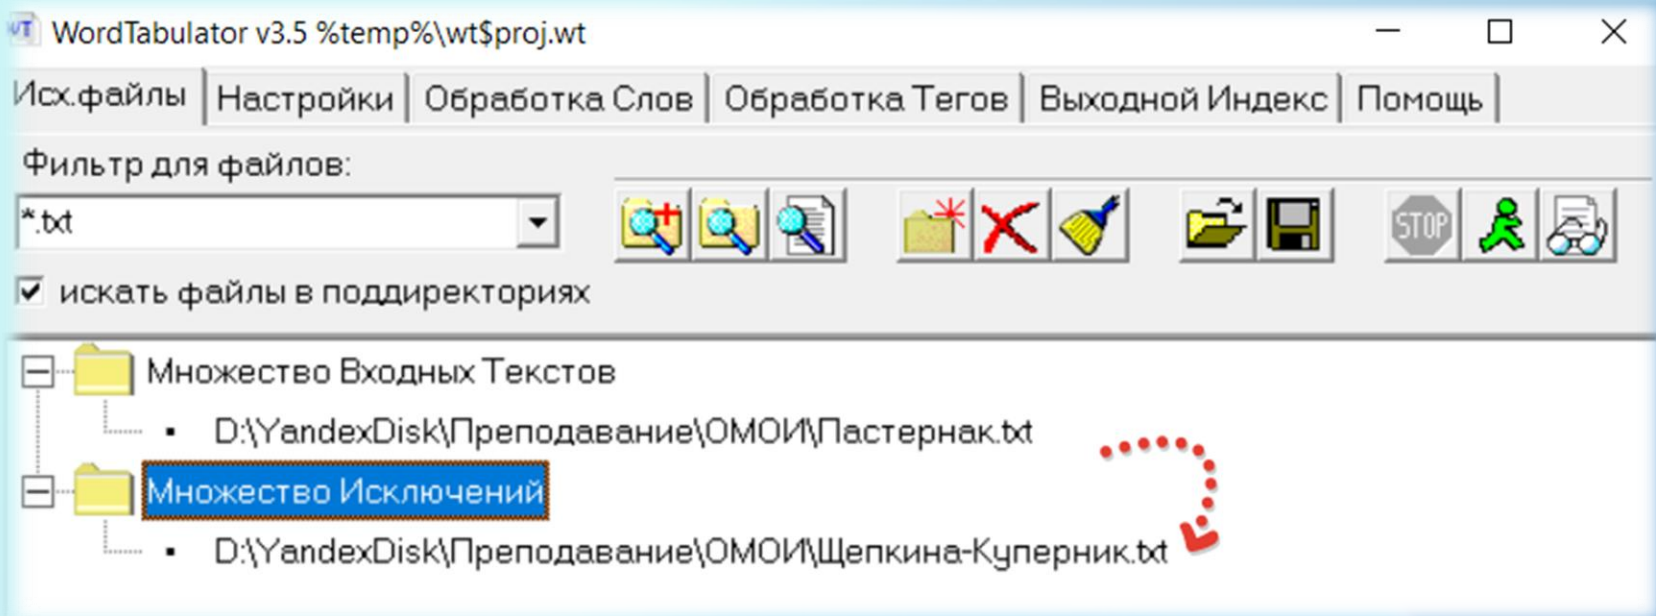 WordTabulator v3.5 %temp%\wt$proj.wt
Исх.файлы Настройки Обработка Слов Обработка Тегов Выходной Индекс Помощь
Фильтр для файлов:
*.txt
STOP
искать файлы в поддиректориях
Множество Входных Текстов
D:\YandexDisk\Преподавание\ОМОИ\Пастернак.txt
Множество Исключений
D:\YandexDisk\Преподавание\ОМОИ\Щепкина-Куперник.txt